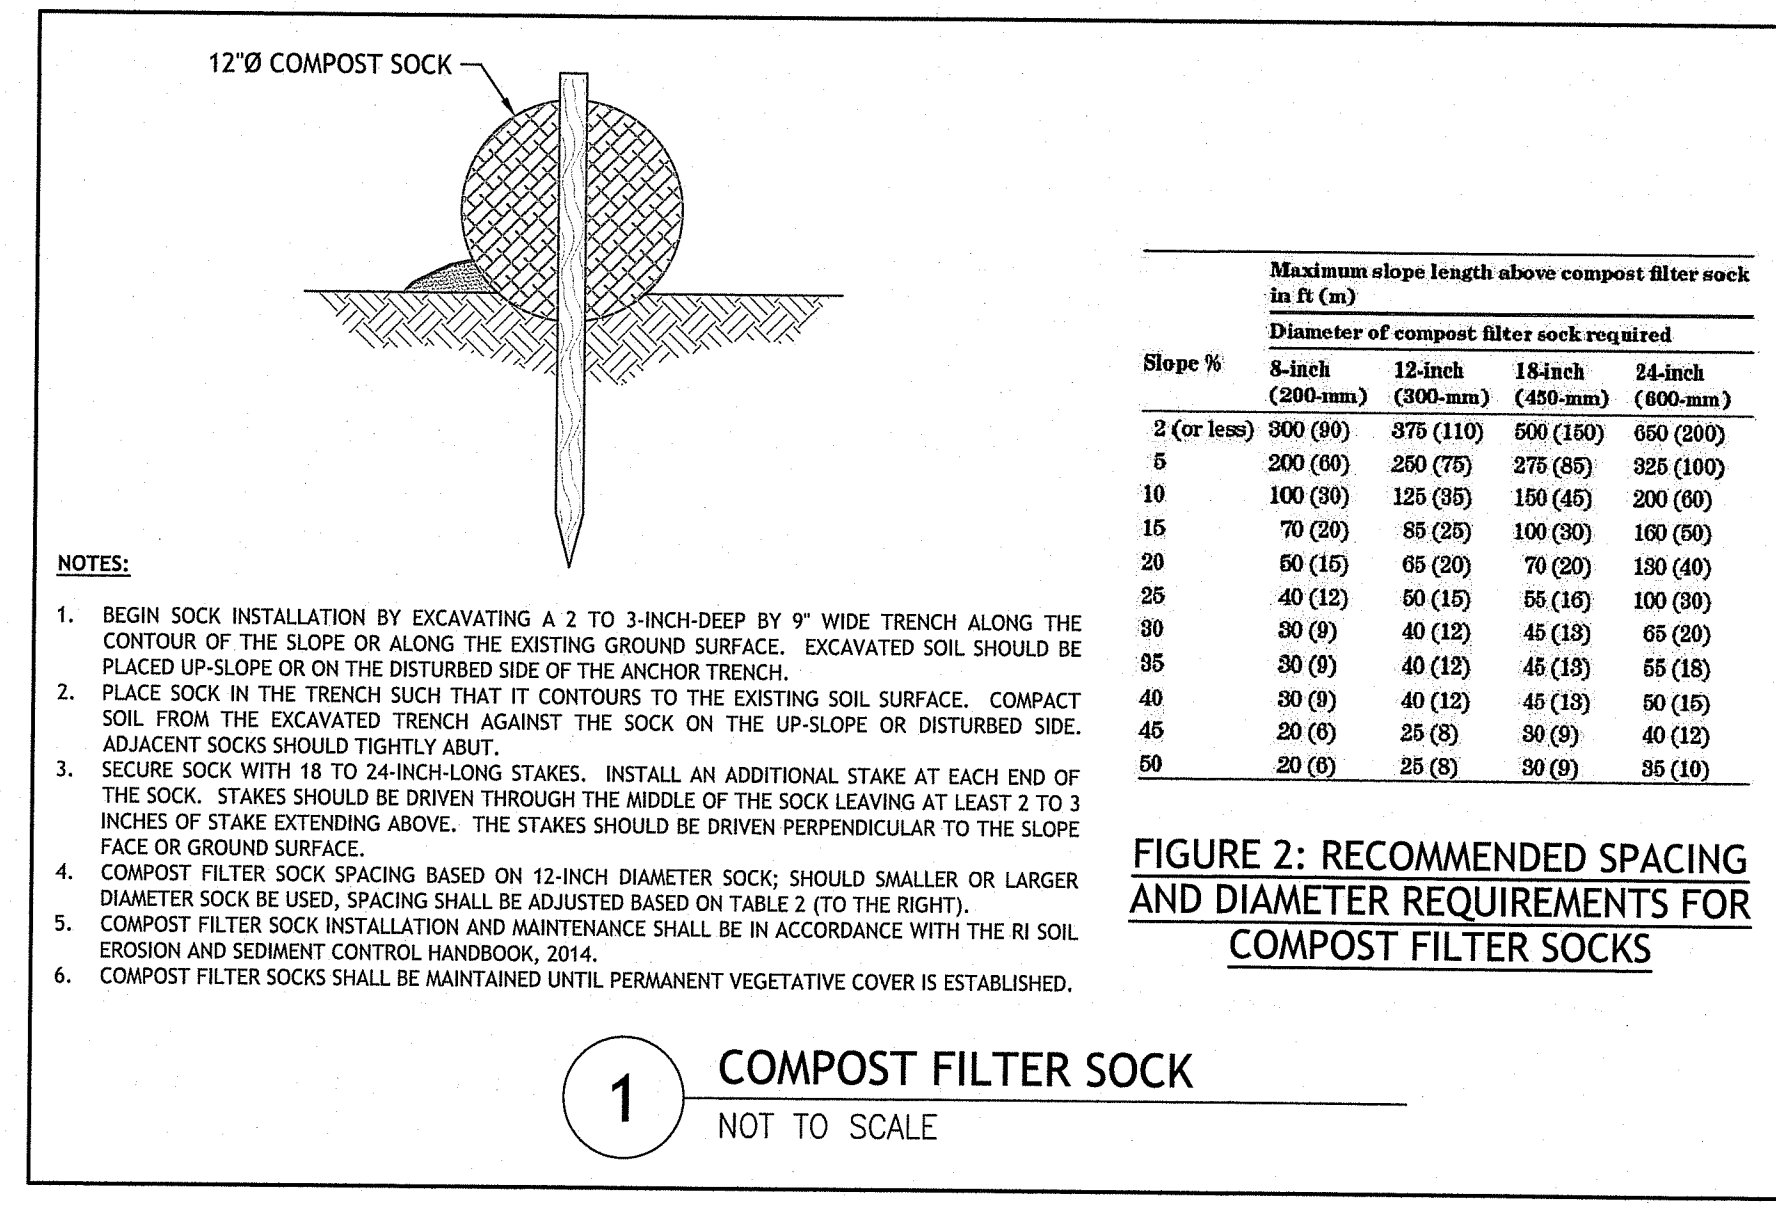 12"Ø COMPOST SOCK
NOTES:
1. BEGIN SOCK INSTALLATION BY EXCAVATING A 2 TO 3-INCH-DEEP BY 9" WIDE TRENCH ALONG THE
CONTOUR OF THE SLOPE OR ALONG THE EXISTING GROUND SURFACE. EXCAVATED SOIL SHOULD BE
PLACED UP-SLOPE OR ON THE DISTURBED SIDE OF THE ANCHOR TRENCH.
2. PLACE SOCK IN THE TRENCH SUCH THAT IT CONTOURS TO THE EXISTING SOIL SURFACE. COMPACT
SOIL FROM THE EXCAVATED TRENCH AGAINST THE SOCK ON THE UP-SLOPE OR DISTURBED SIDE.
ADJACENT SOCKS SHOULD TIGHTLY ABUT.
3. SECURE SOCK WITH 18 TO 24-INCH-LONG STAKES. INSTALL AN ADDITIONAL STAKE AT EACH END OF
THE SOCK. STAKES SHOULD BE DRIVEN THROUGH THE MIDDLE OF THE SOCK LEAVING AT LEAST 2 TO 3
INCHES OF STAKE EXTENDING ABOVE. THE STAKES SHOULD BE DRIVEN PERPENDICULAR TO THE SLOPE
FACE OR GROUND SURFACE.
4. COMPOST FILTER SOCK SPACING BASED ON 12-INCH DIAMETER SOCK; SHOULD SMALLER OR LARGER
DIAMETER SOCK BE USED, SPACING SHALL BE ADJUSTED BASED ON TABLE 2 (TO THE RIGHT).
5. COMPOST FILTER SOCK INSTALLATION AND MAINTENANCE SHALL BE IN ACCORDANCE WITH THE RI SOIL
EROSION AND SEDIMENT CONTROL HANDBOOK, 2014.
6. COMPOST FILTER SOCKS SHALL BE MAINTAINED UNTIL PERMANENT VEGETATIVE COVER IS ESTABLISHED.
Maximum slope length above compost filter sock
in ft (m)
Diameter of compost filter sock required
Slope % 8-inch 12-inch 18-inch 24-inch
(200-mm) (300-mm) (450-mm) (600-mm)
2 (or less) 300 (90) 375 (110) 500 (150) 650 (200)
5 200 (60) 250 (75) 275 (85) 325 (100)
10 100 (30) 125 (35) 150 (45) 200 (60)
15 70 (20) 85 (25) 100 (30) 160 (50)
20 50 (15) 65 (20) 70 (20) 130 (40)
25 40 (12) 50 (15) 55 (16) 100 (30)
30 30 (9) 40 (12) 45 (13) 65 (20)
35 30 (9) 40 (12) 45 (13) 55 (18)
40 30 (9) 40 (12) 45 (13) 50 (15)
45 20 (6) 25 (8) 30 (9) 40 (12)
50 20 (6) 25 (8) 30 (9) 35 (10)
FIGURE 2: RECOMMENDED SPACING
AND DIAMETER REQUIREMENTS FOR
COMPOST FILTER SOCKS
1 COMPOST FILTER SOCK
NOT TO SCALE